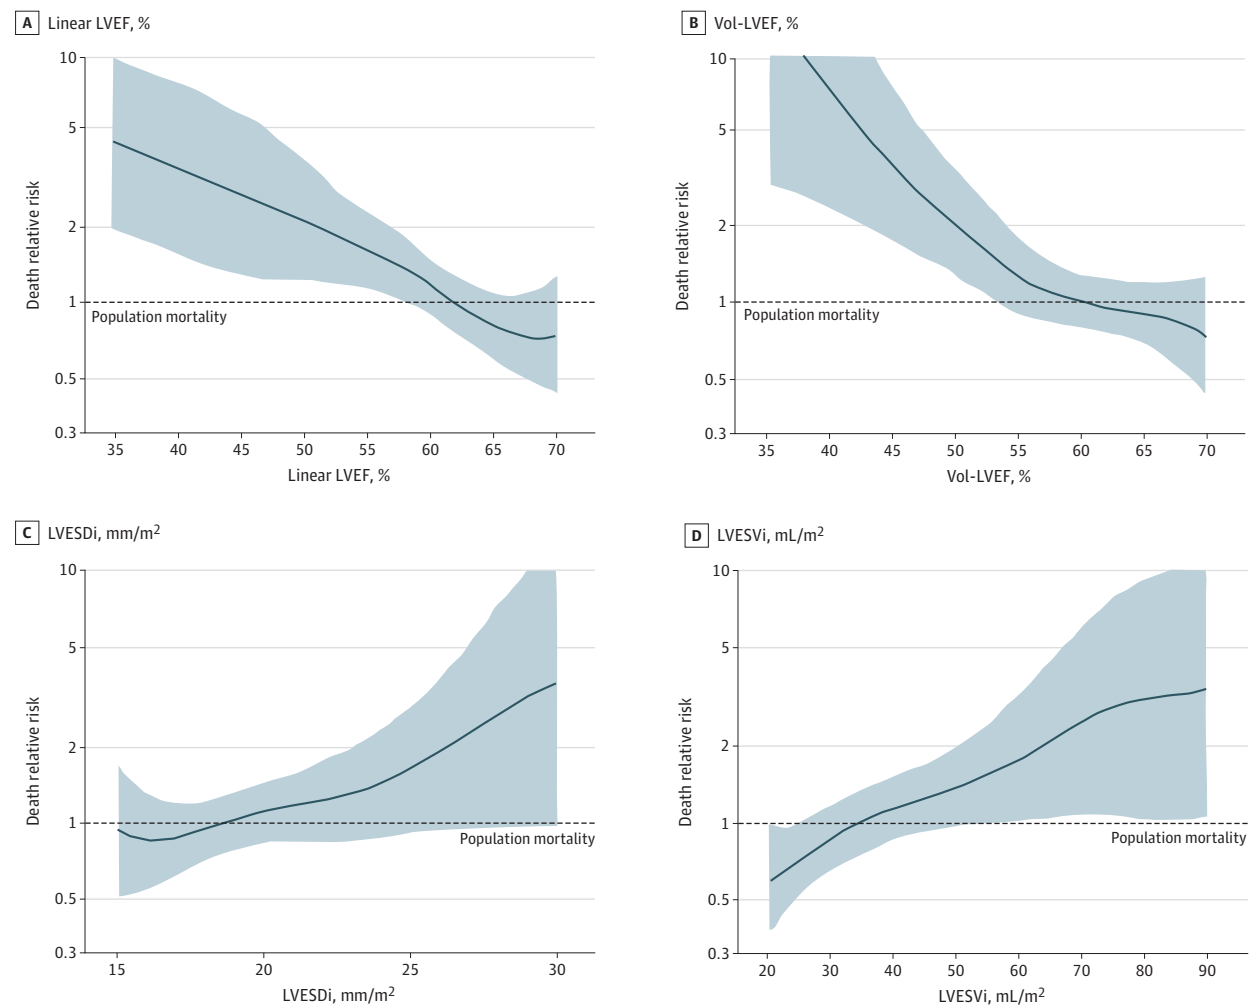 A Linear LVEF, %
10
5
2
1
0.5
0.3
Death relative risk
Population mortality
35 40 45 50 55 60 65 70
Linear LVEF, %
B Vol-LVEF, %
10
5
2
1
0.5
0.3
Death relative risk
Population mortality
35 40 45 50 55 60 65 70
Vol-LVEF, %
C LVESDi, mm/m²
10
5
2
1
0.5
0.3
Death relative risk
Population mortality
15 20 25 30
LVESDi, mm/m²
D LVESVi, mL/m²
10
5
2
1
0.5
0.3
Death relative risk
Population mortality
20 30 40 50 60 70 80 90
LVESVi, mL/m²